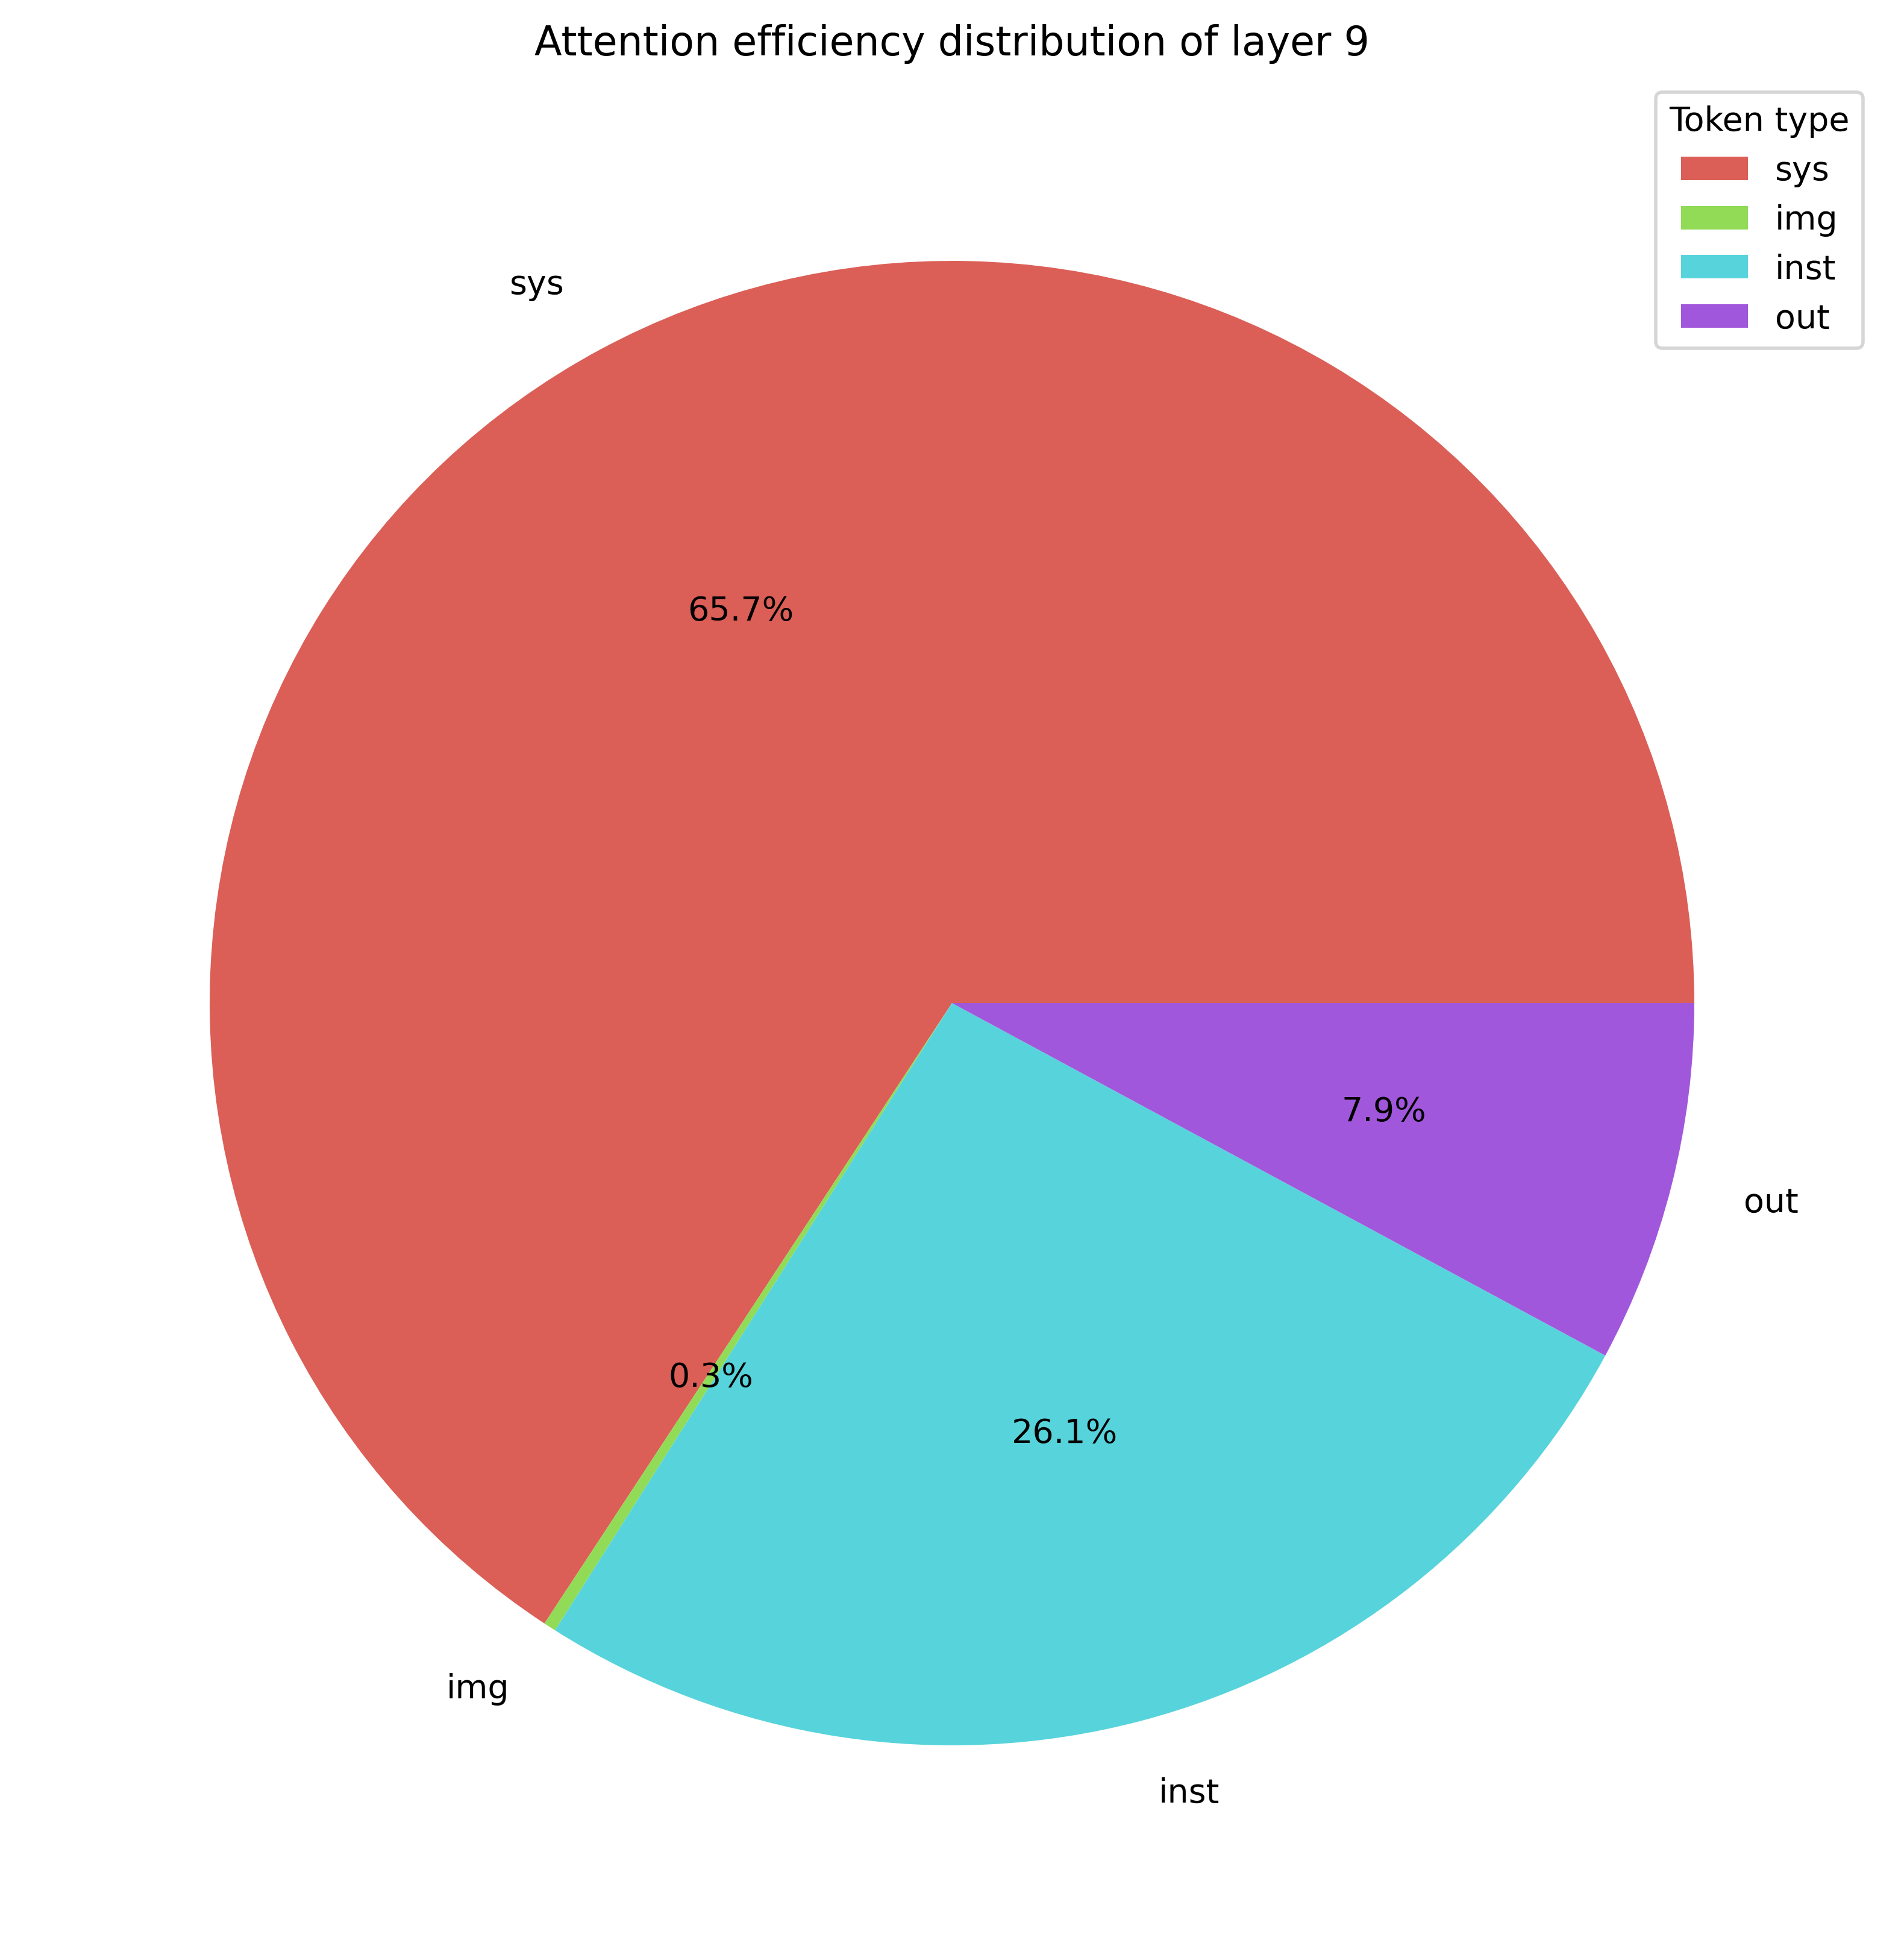 Attention efficiency distribution of layer 9
Token type
sys
img
inst
out
sys
65.7%
7.9%
out
0.3%
26.1%
img
inst